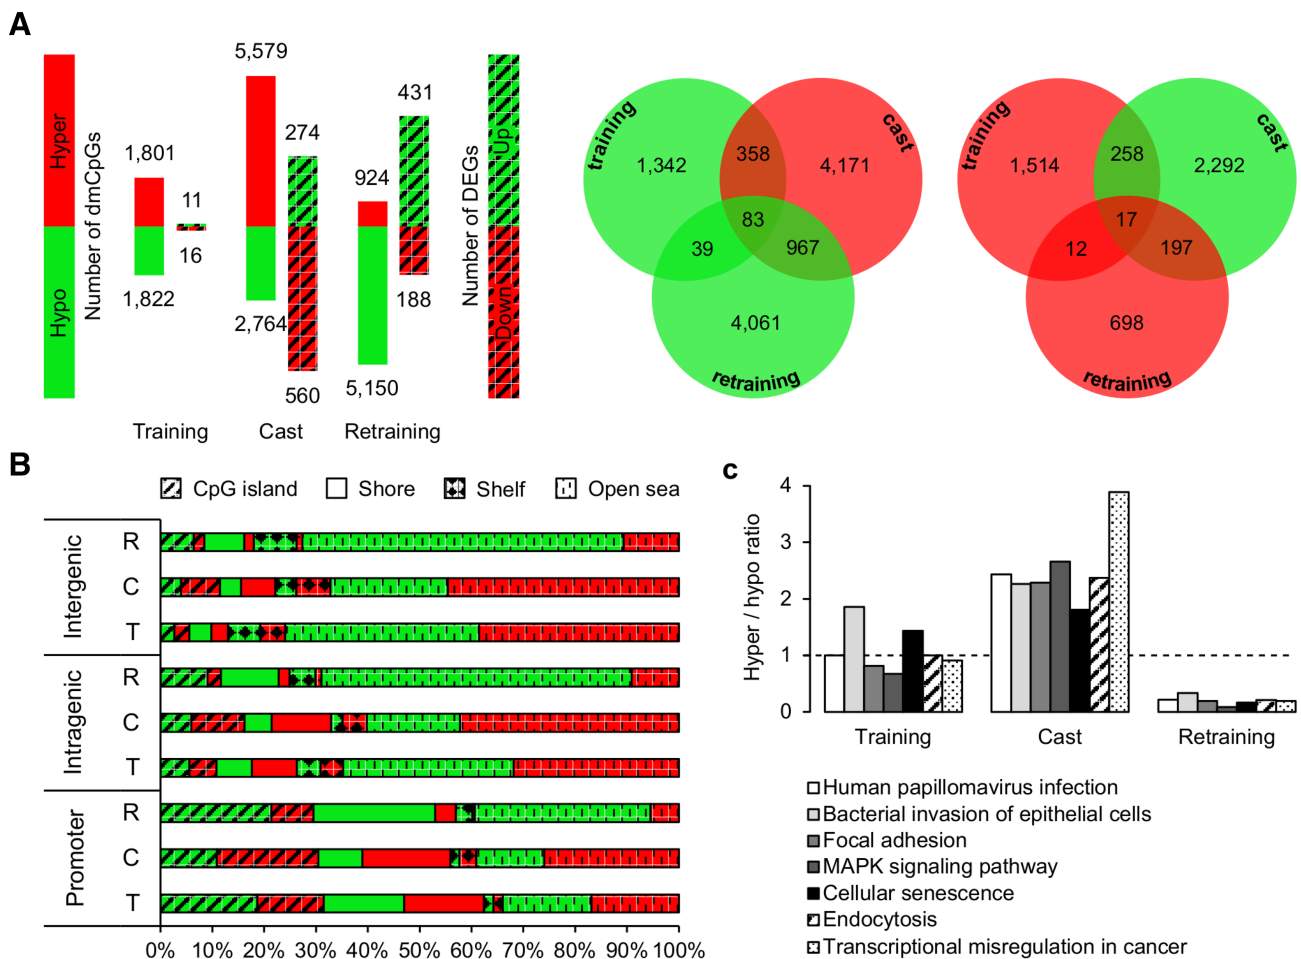 A
Hyper
Hypo
Number of dmCpGs
1,801
11
16
1,822
5,579
274
2,764
560
431
924
188
5,150
Training
Cast
Retraining
Number of DEGs
Up
Down
training
cast
1,342
358
4,171
83
39
967
4,061
retraining
training
cast
1,514
258
2,292
17
12
197
698
retraining
B
CpG island
Shore
Shelf
Open sea
Intergenic
R
C
T
Intragenic
R
C
T
Promoter
R
C
T
0% 10% 20% 30% 40% 50% 60% 70% 80% 90% 100%
c
Hyper / hypo ratio
4
3
2
1
0
Training
Cast
Retraining
Human papillomavirus infection
Bacterial invasion of epithelial cells
Focal adhesion
MAPK signaling pathway
Cellular senescence
Endocytosis
Transcriptional misregulation in cancer